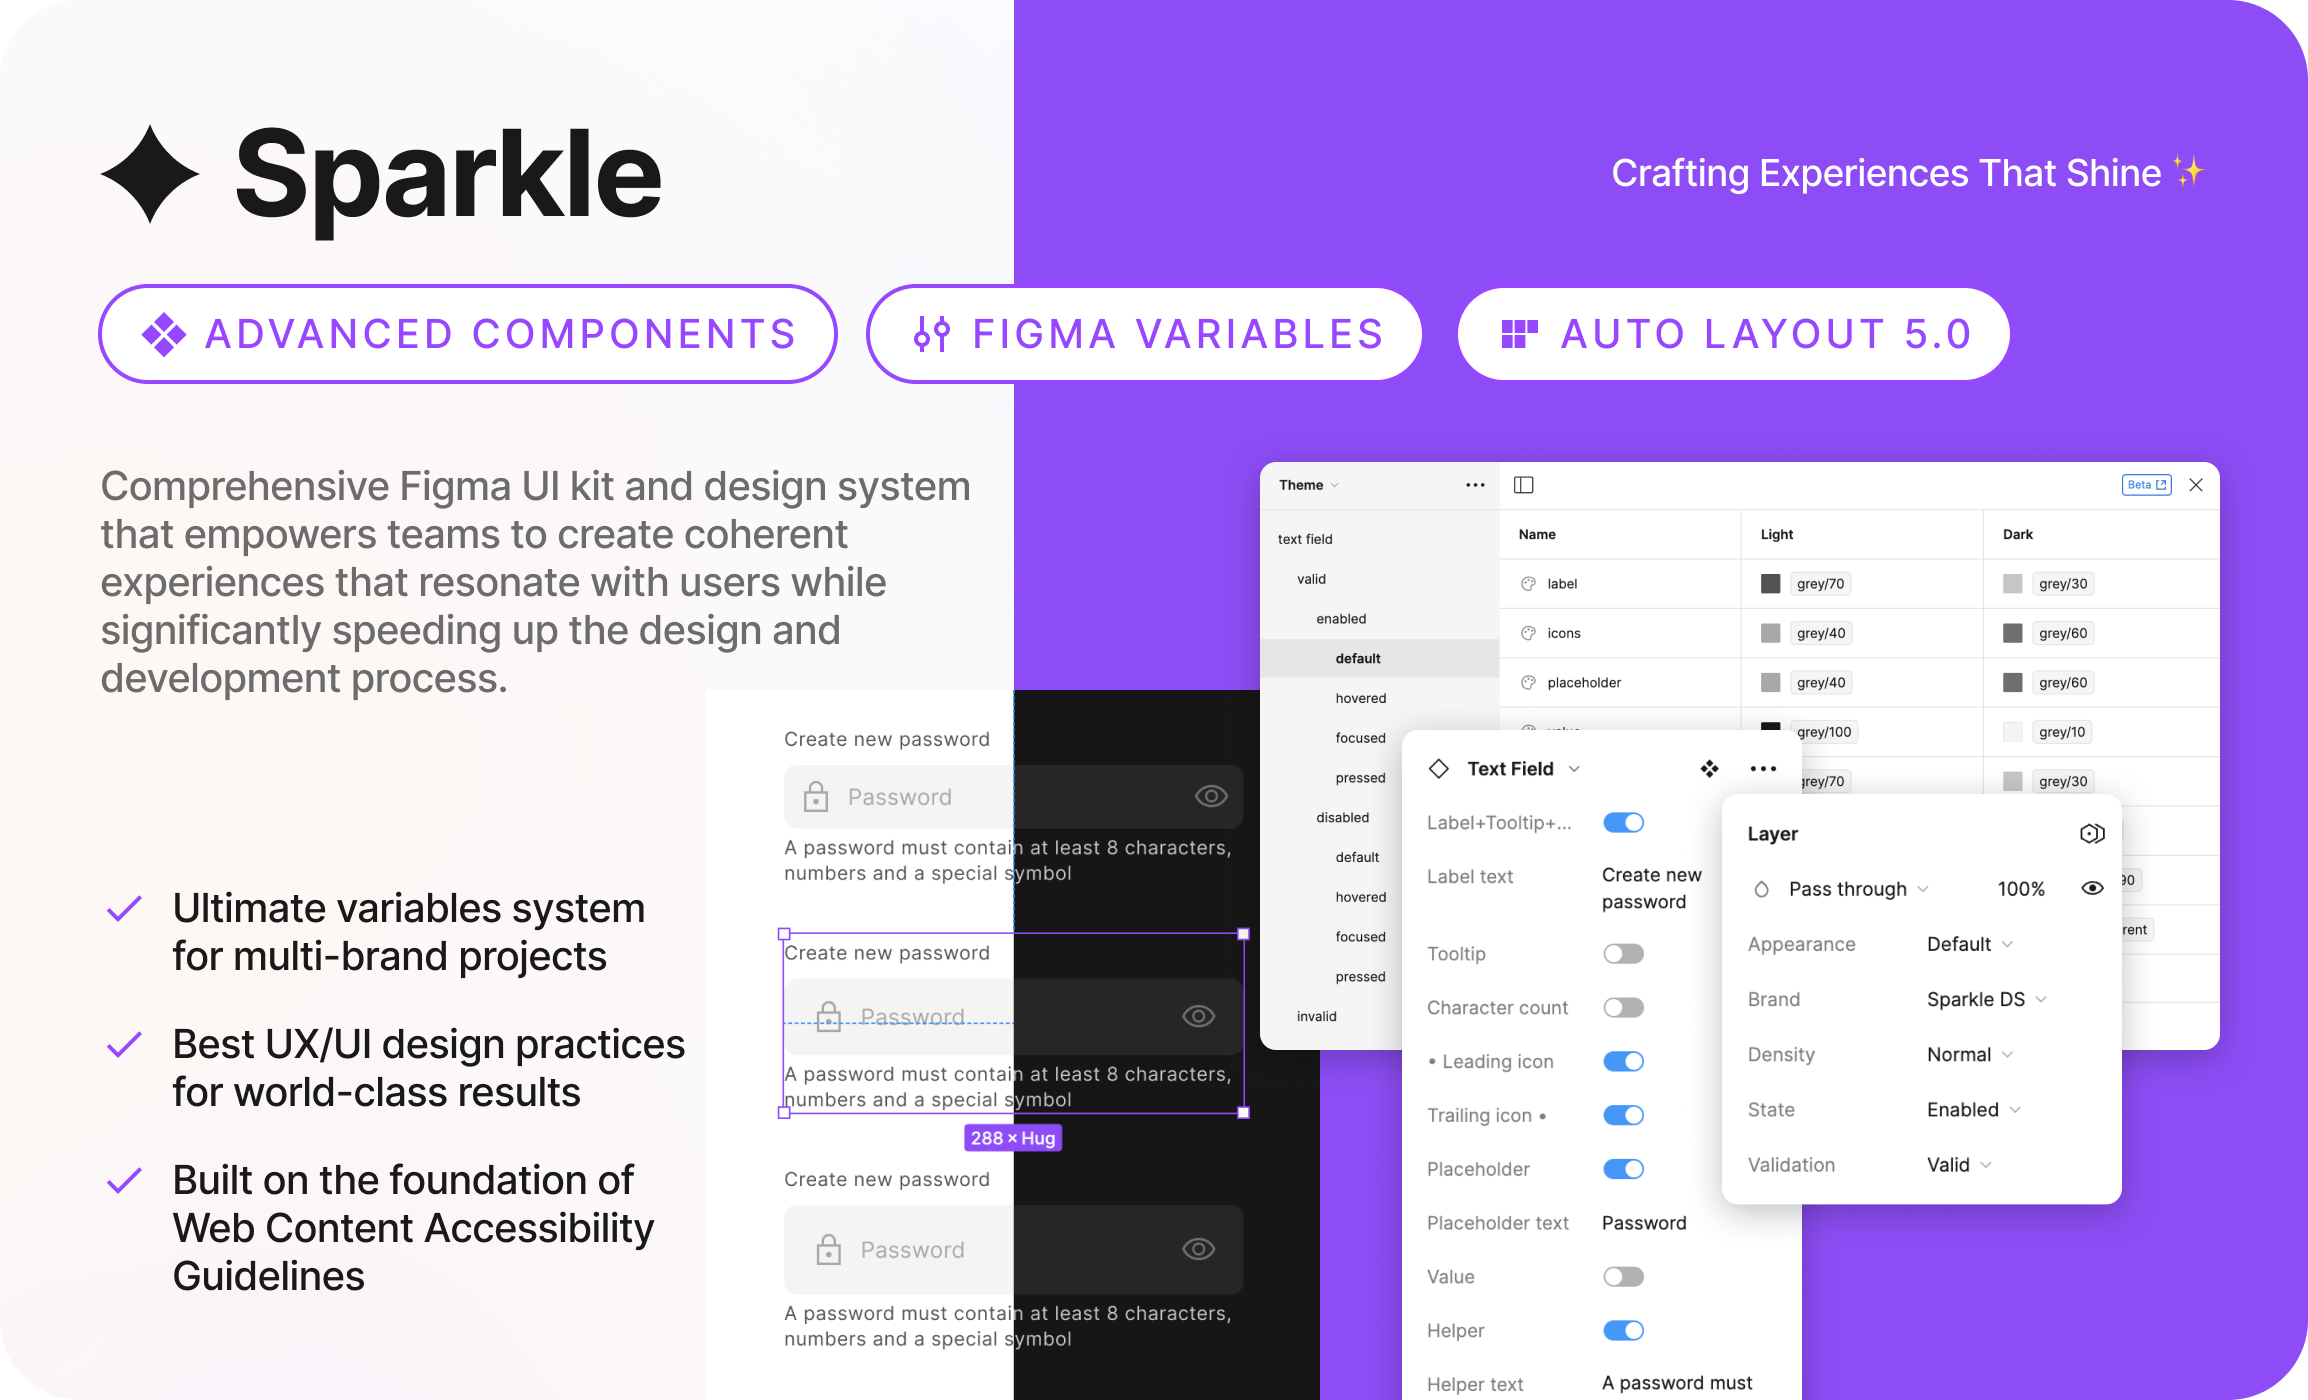 Sparkle
Crafting Experiences That Shine ✨
ADVANCED COMPONENTS
FIGMA VARIABLES
AUTO LAYOUT 5.0
Comprehensive Figma UI kit and design system
that empowers teams to create coherent
experiences that resonate with users while
significantly speeding up the design and
development process.
Ultimate variables system
for multi-brand projects
Best UX/UI design practices
for world-class results
Built on the foundation of
Web Content Accessibility
Guidelines
Create new password
Password
A password must contain at least 8 characters,
numbers and a special symbol
Create new password
Password
A password must contain at least 8 characters,
numbers and a special symbol
288 × Hug
Create new password
Password
A password must contain at least 8 characters,
numbers and a special symbol
Theme
Beta
text field
valid
enabled
default
hovered
focused
pressed
disabled
default
hovered
focused
pressed
invalid
Name Light Dark
label grey/70 grey/30
icons grey/40 grey/60
placeholder grey/40 grey/60
grey/100 grey/10
grey/70 grey/30
90
rent
Text Field
Label+Tooltip+...
Label text Create new
password
Tooltip
Character count
• Leading icon
Trailing icon •
Placeholder
Placeholder text Password
Value
Helper
Helper text A password must
Layer
Pass through 100%
Appearance Default
Brand Sparkle DS
Density Normal
State Enabled
Validation Valid